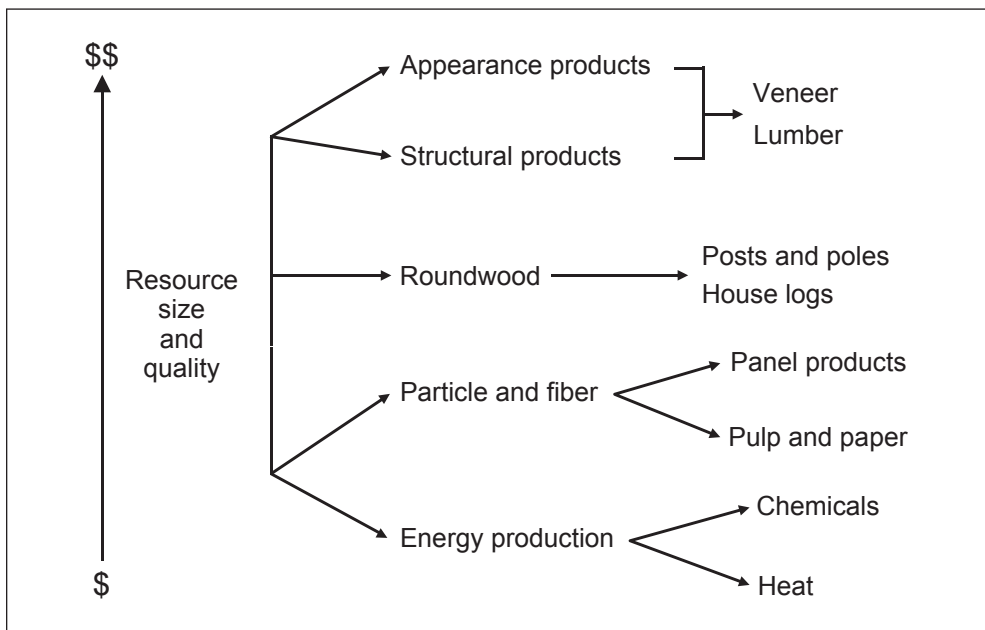 $$
Appearance products
Structural products
Veneer
Lumber
Resource
size
and
quality
Roundwood
Posts and poles
House logs
Particle and fiber
Panel products
Pulp and paper
Energy production
Chemicals
Heat
$